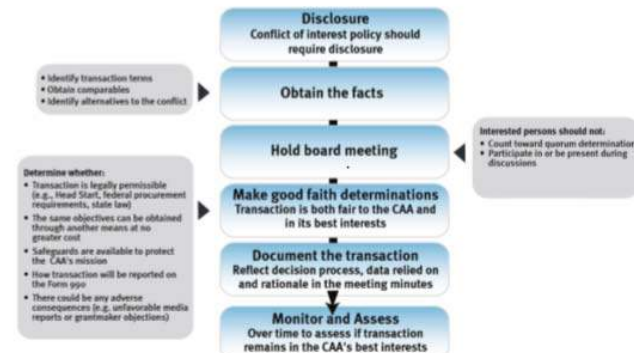 Disclosure
Conflict of interest policy should
require disclosure
• Identify transaction terms
• Obtain comparables
• Identify alternatives to the conflict
Obtain the facts
Hold board meeting
Interested persons should not:
• Count toward quorum determination
• Participate in or be present during
discussions
Determine whether:
• Transaction is legally permissible
(e.g., Head Start, federal procurement
requirements, state law)
• The same objectives can be obtained
through another means at no
greater cost
• Safeguards are available to protect
the CAA's mission
• How transaction will be reported on
the Form 990
• There could be any adverse
consequences (e.g. unfavorable media
reports or grantmaker objections)
Make good faith determinations
Transaction is both fair to the CAA and
in its best interests
Document the transaction
Reflect decision process, data relied on
and rationale in the meeting minutes
Monitor and Assess
Over time to assess if transaction
remains in the CAA's best interests